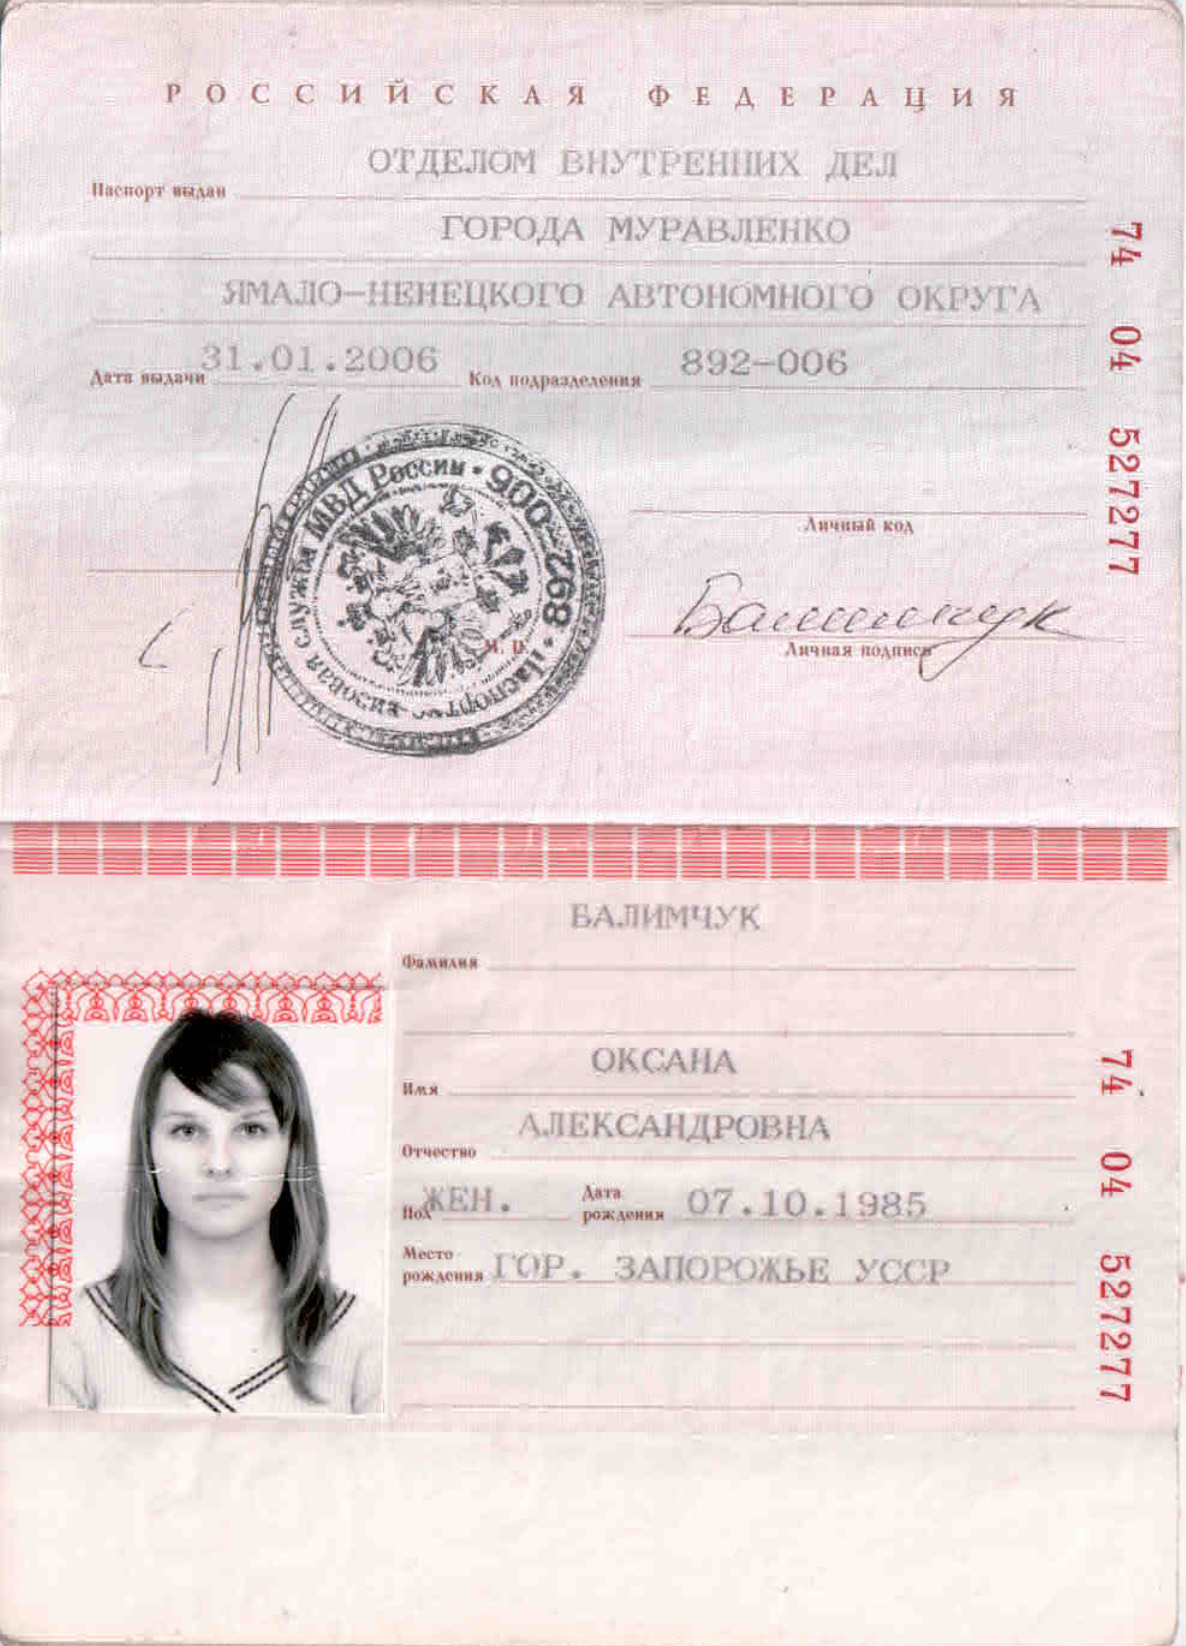 РОССИЙСКАЯ ФЕДЕРАЦИЯ
Паспорт выдан ОТДЕЛОМ ВНУТРЕННИХ ДЕЛ
ГОРОДА МУРАВЛЕНКО
ЯМАЛО-НЕНЕЦКОГО АВТОНОМНОГО ОКРУГА
Дата выдачи 31.01.2006 Код подразделения 892-006
74 04 527277
Паспортно-визовая служба МВД России • 892-006 •
Личный код
М. П.
Балимчук
Личная подпись
БАЛИМЧУК
Фамилия
Имя ОКСАНА
Отчество АЛЕКСАНДРОВНА
Пол ЖЕН. Дата рождения 07.10.1985
Место рождения ГОР. ЗАПОРОЖЬЕ УССР
74 04 527277